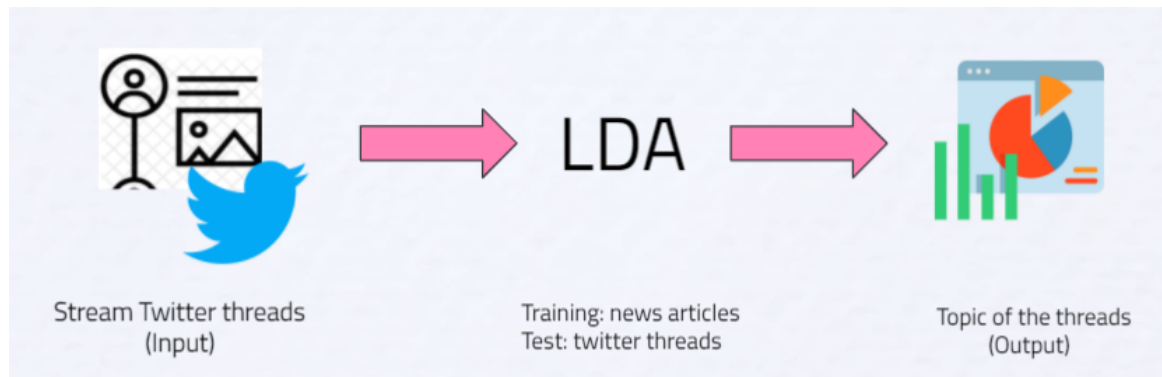 Stream Twitter threads
(Input)
LDA
Training: news articles
Test: twitter threads
Topic of the threads
(Output)